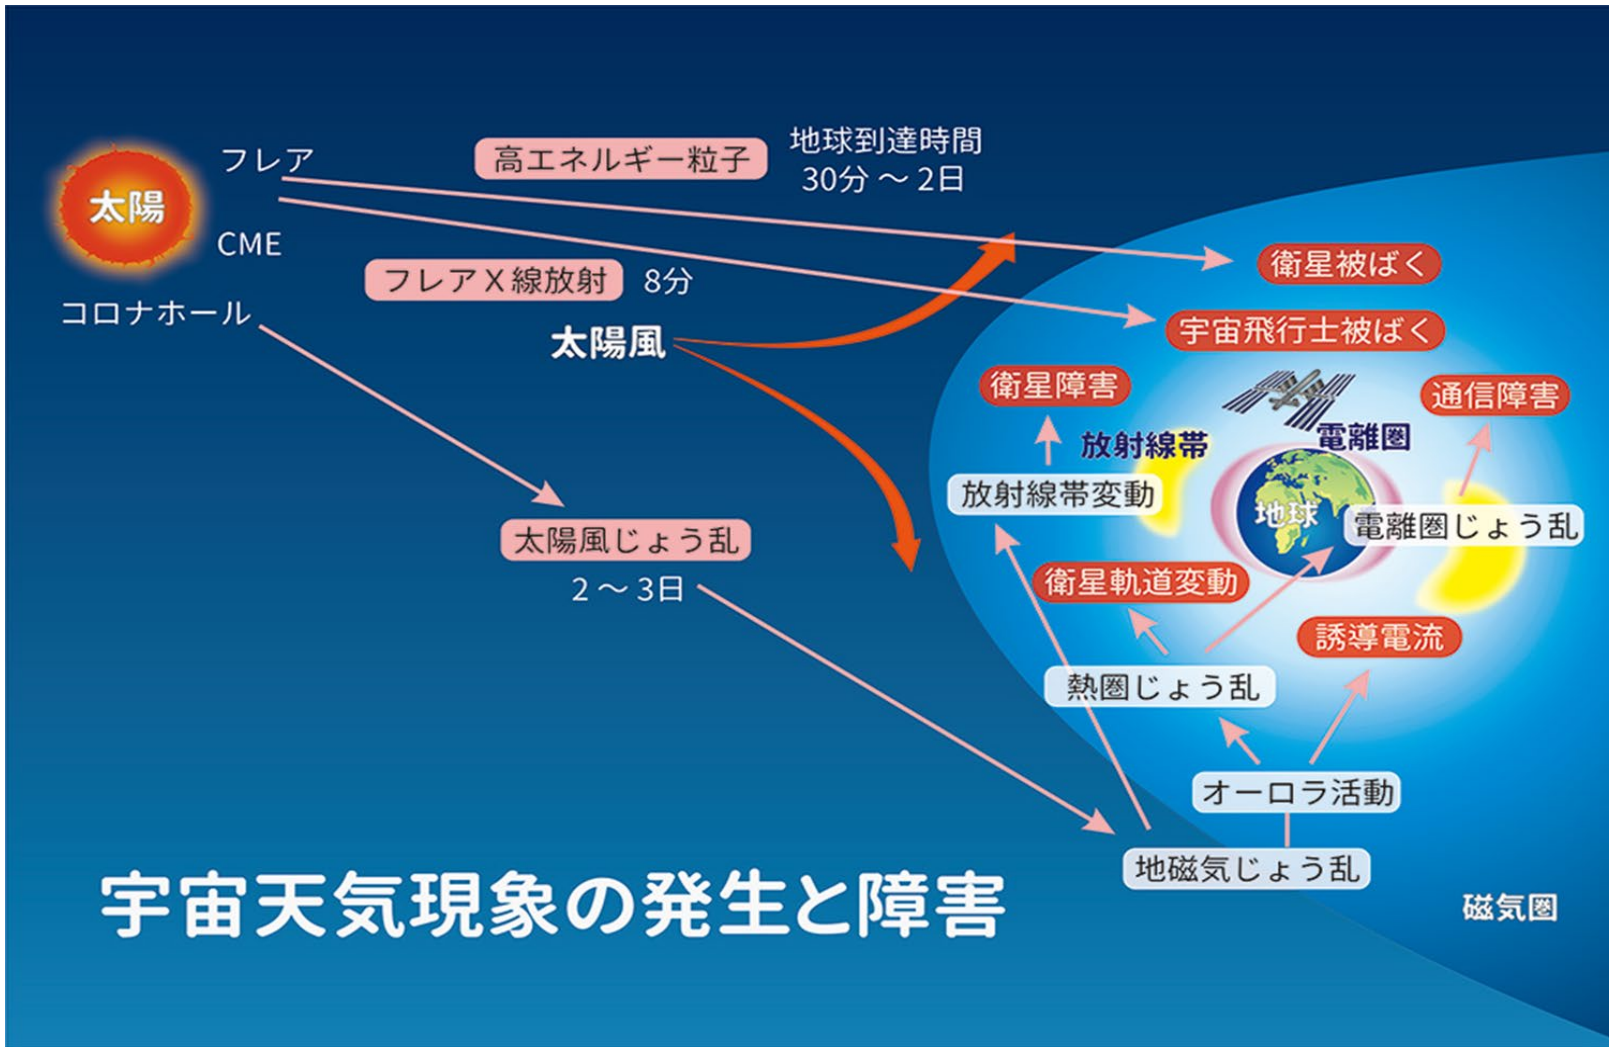 太陽
フレア
CME
コロナホール
高エネルギー粒子
地球到達時間
30分 ～ 2日
フレアX線放射
8分
太陽風
太陽風じょう乱
2 ～ 3日
衛星被ばく
宇宙飛行士被ばく
衛星障害
通信障害
放射線帯
電離圏
放射線帯変動
地球
電離圏じょう乱
衛星軌道変動
誘導電流
熱圏じょう乱
オーロラ活動
地磁気じょう乱
磁気圏
宇宙天気現象の発生と障害